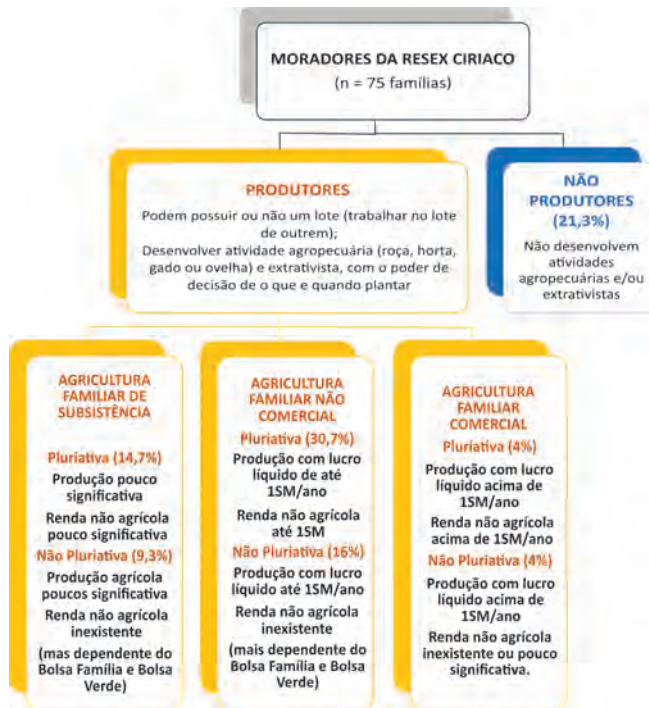 MORADORES DA RESEX CIRIACO
(n = 75 famílias)
PRODUTORES
Podem possuir ou não um lote (trabalhar no lote
de outrem);
Desenvolver atividade agropecuária (roça, horta,
gado ou ovelha) e extrativista, com o poder de
decisão de o que e quando plantar
NÃO
PRODUTORES
(21,3%)
Não desenvolvem
atividades
agropecuárias e/ou
extrativistas
AGRICULTURA
FAMILIAR DE
SUBSISTÊNCIA
Pluriativa (14,7%)
Produção pouco
significativa
Renda não agrícola
pouco significativa
Não Pluriativa (9,3%)
Produção agrícola
poucos significativa
Renda não agrícola
inexistente
(mas dependente do
Bolsa Família e Bolsa
Verde)
AGRICULTURA
FAMILIAR NÃO
COMERCIAL
Pluriativa (30,7%)
Produção com lucro
líquido de até
1SM/ano
Renda não agrícola
até 1SM
Não Pluriativa (16%)
Produção com lucro
líquido até 1SM/ano
Renda não agrícola
inexistente
(mais dependente do
Bolsa Família e Bolsa
Verde)
AGRICULTURA
FAMILIAR
COMERCIAL
Pluriativa (4%)
Produção com lucro
líquido acima de
1SM/ano
Renda não agrícola
acima de 1SM/ano
Não Pluriativa (4%)
Produção com lucro
líquido acima de
1SM/ano
Renda não agrícola
inexistente ou pouco
significativa.